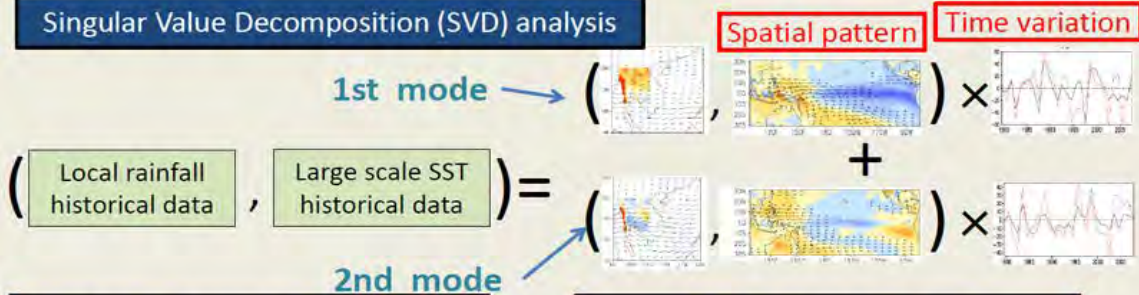 Singular Value Decomposition (SVD) analysis
Spatial pattern
Time variation
1st mode
( , ) ×
+
( Local rainfall historical data , Large scale SST historical data ) =
( , ) ×
2nd mode